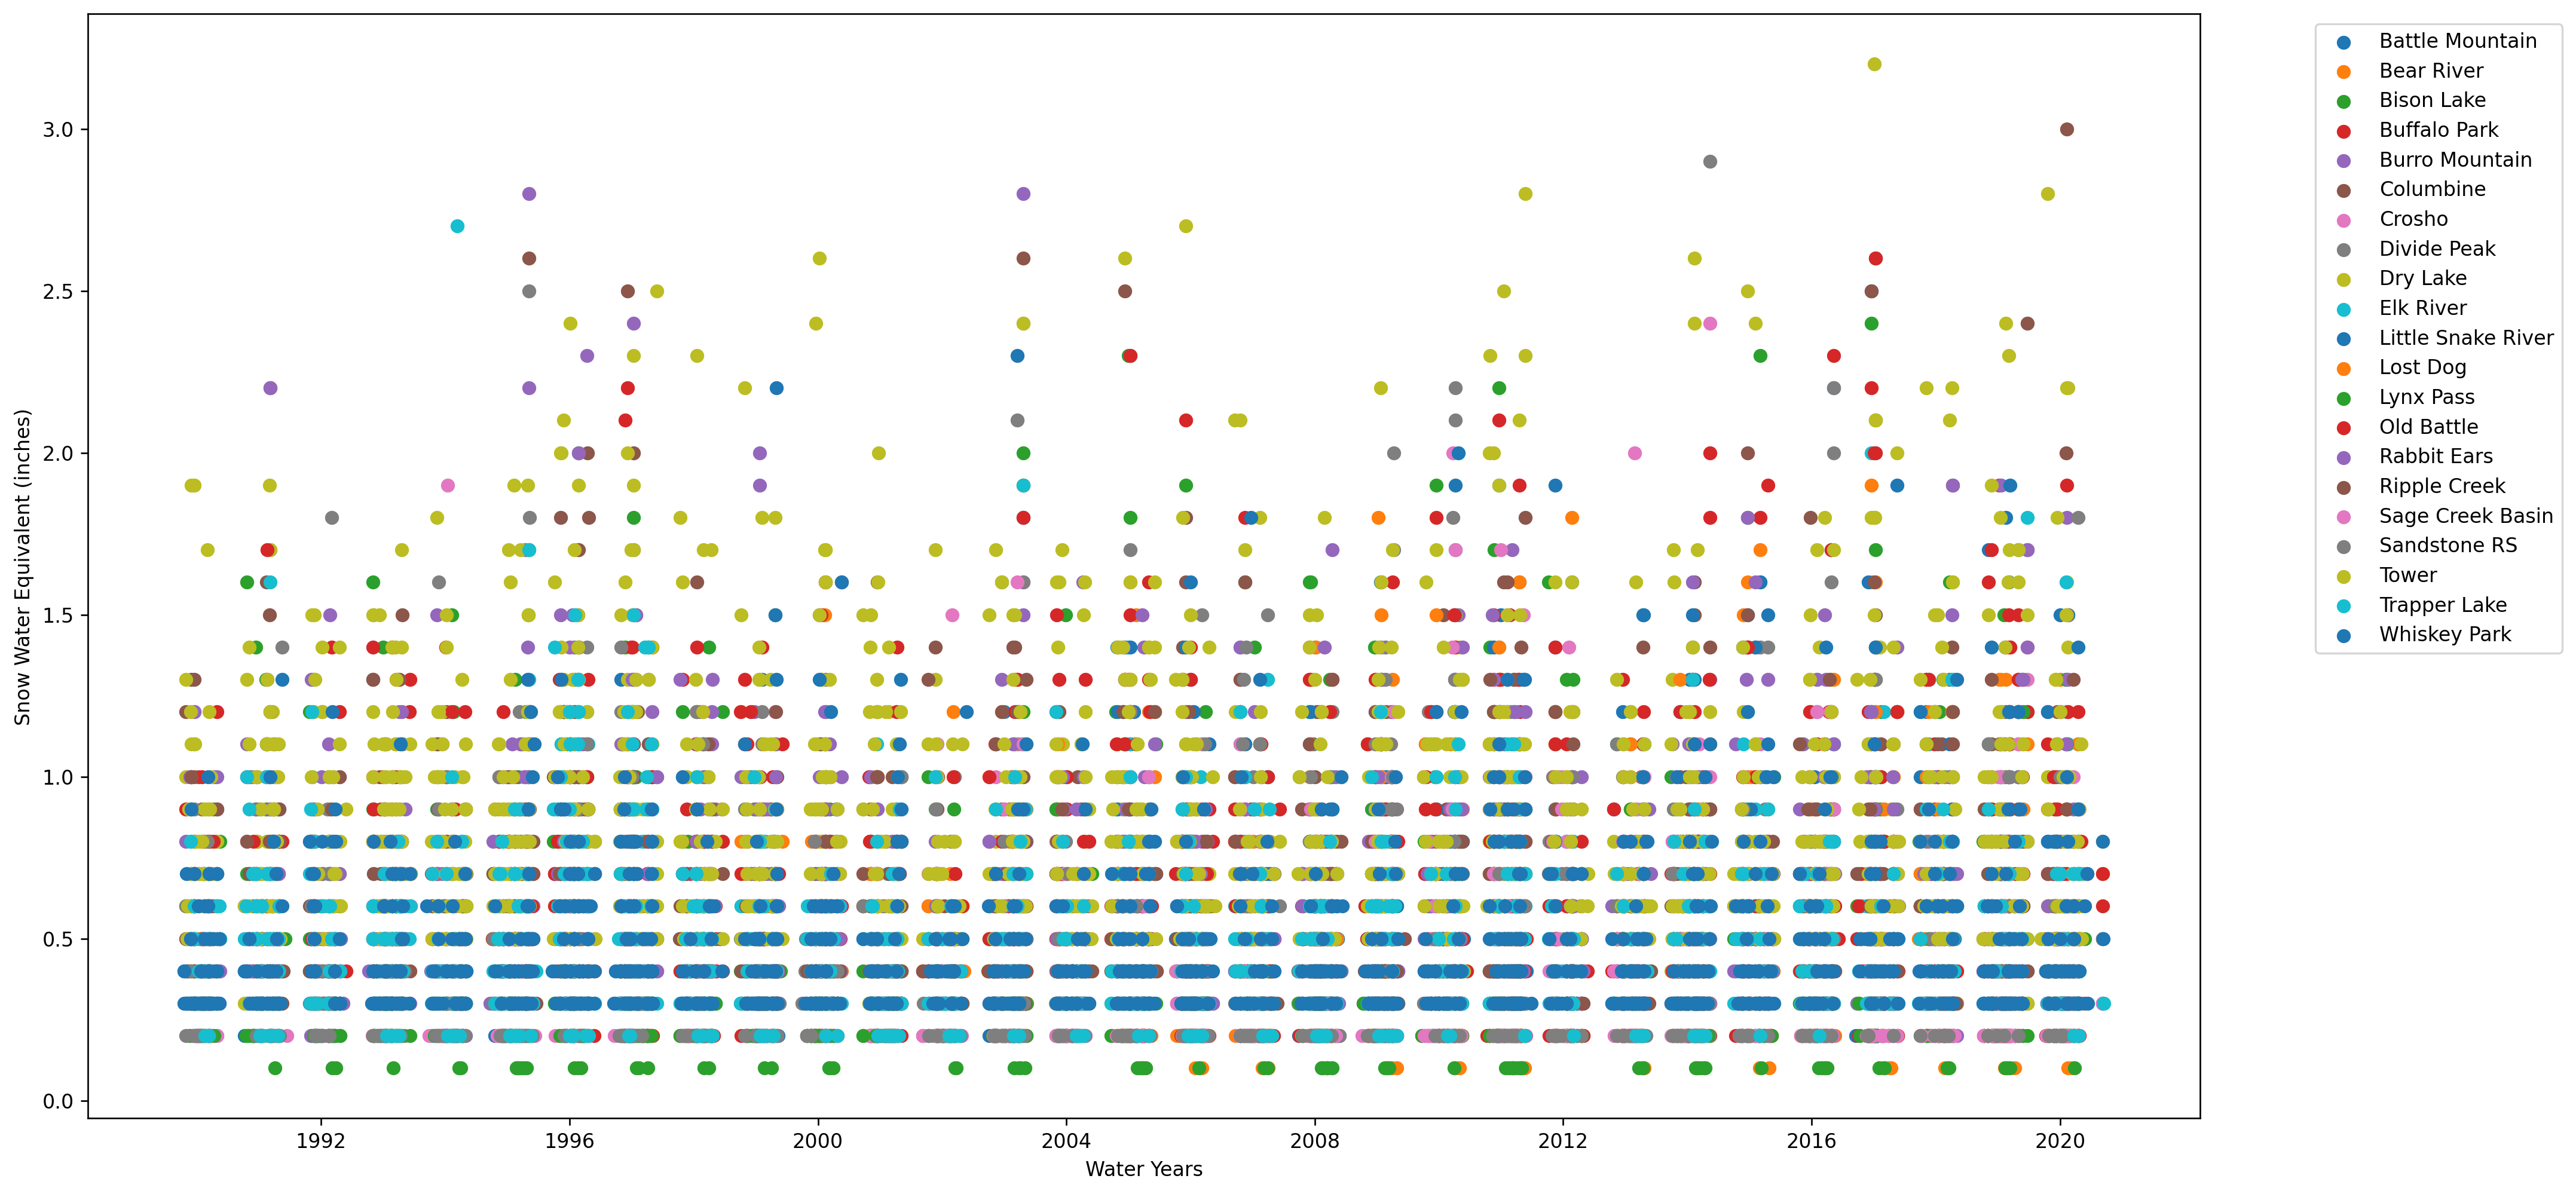 3.0
2.5
2.0
1.5
1.0
0.5
0.0
Snow Water Equivalent (inches)
1992 1996 2000 2004 2008 2012 2016 2020
Water Years
Battle Mountain
Bear River
Bison Lake
Buffalo Park
Burro Mountain
Columbine
Crosho
Divide Peak
Dry Lake
Elk River
Little Snake River
Lost Dog
Lynx Pass
Old Battle
Rabbit Ears
Ripple Creek
Sage Creek Basin
Sandstone RS
Tower
Trapper Lake
Whiskey Park